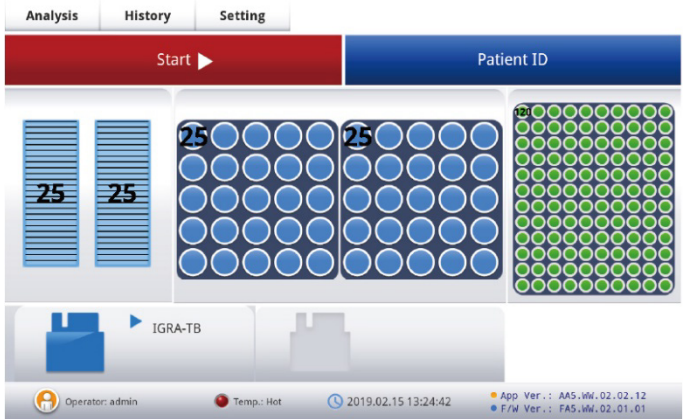 Analysis History Setting
Start Patient ID
25 25 120
25 25
IGRA-TB
Operator: admin Temp.: Hot 2019.02.15 13:24:42 App Ver.: AA5.WW.02.02.12
F/W Ver.: FA5.WW.02.01.01